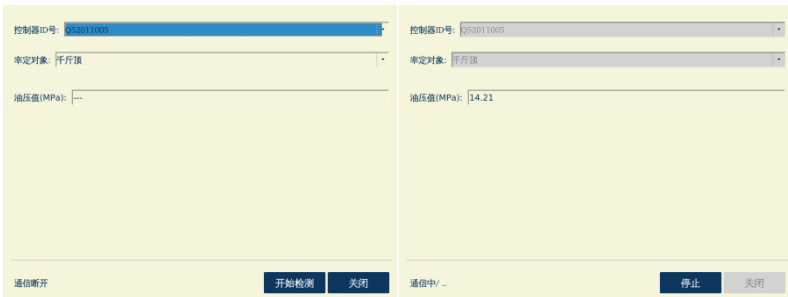 控制器ID号: QS2011005
率定对象: 千斤顶
油压值(MPa): ---
通信断开
开始检测 关闭
控制器ID号: QS2011005
率定对象: 千斤顶
油压值(MPa): 14.21
通信中/ ..
停止 关闭